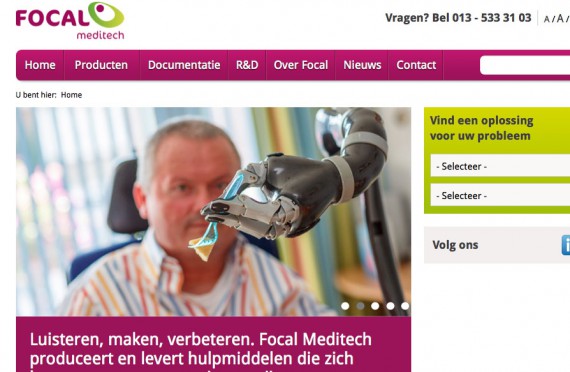 FOCAL
meditech
Vragen? Bel 013 - 533 31 03
A / A /
Home Producten Documentatie R&D Over Focal Nieuws Contact
U bent hier: Home
Vind een oplossing
voor uw probleem
- Selecteer -
- Selecteer -
Volg ons
Luisteren, maken, verbeteren. Focal Meditech
produceert en levert hulpmiddelen die zich